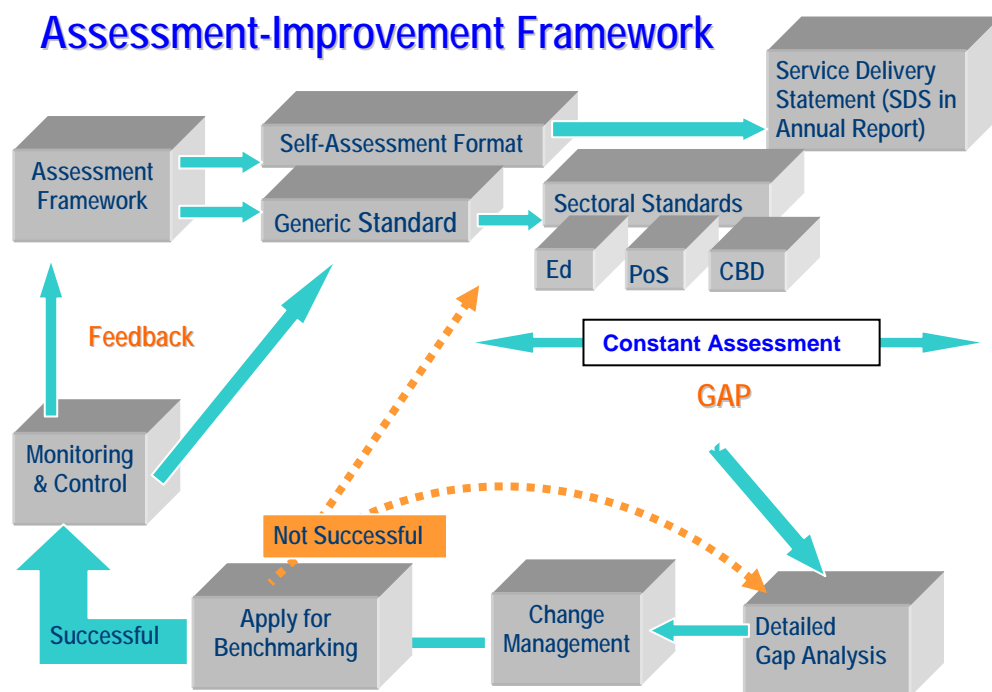 Assessment-Improvement Framework
Service Delivery
Statement (SDS in
Annual Report)
Self-Assessment Format
Assessment
Framework
Generic Standard
Sectoral Standards
Ed
PoS
CBD
Feedback
Constant Assessment
GAP
Monitoring
& Control
Not Successful
Successful
Apply for
Benchmarking
Change
Management
Detailed
Gap Analysis